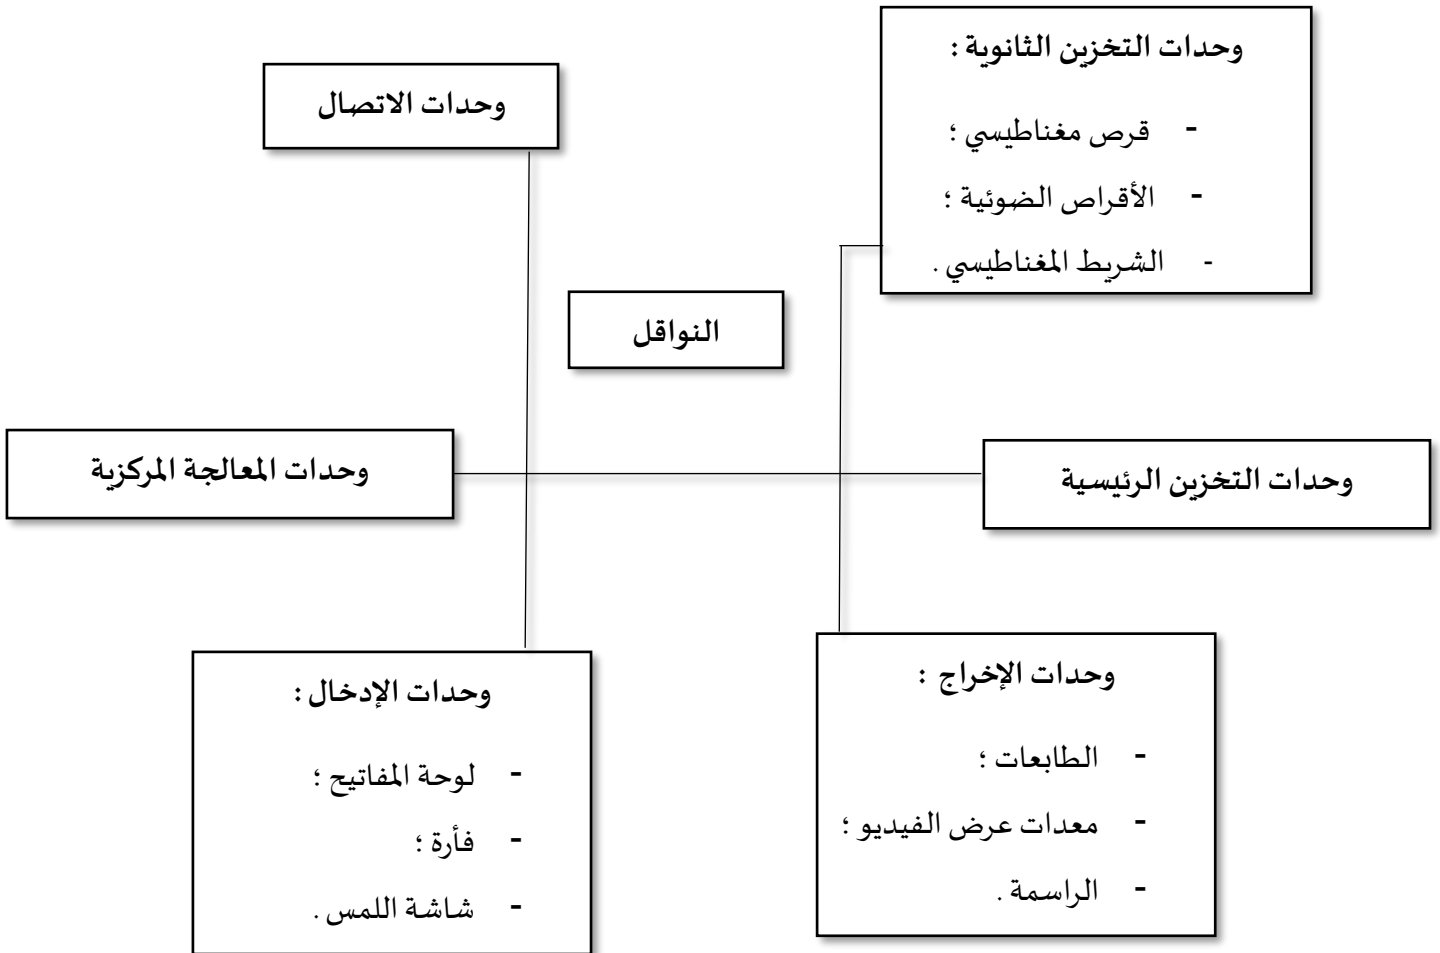 وحدات التخزين الثانوية :
- قرص مغناطيسي ؛
- الأقراص الضوئية ؛
- الشريط المغناطيسي .
وحدات الاتصال
النواقل
وحدات التخزين الرئيسية
وحدات المعالجة المركزية
وحدات الإخراج :
- الطابعات ؛
- معدات عرض الفيديو ؛
- الراسمة .
وحدات الإدخال :
- لوحة المفاتيح ؛
- فأرة ؛
- شاشة اللمس .